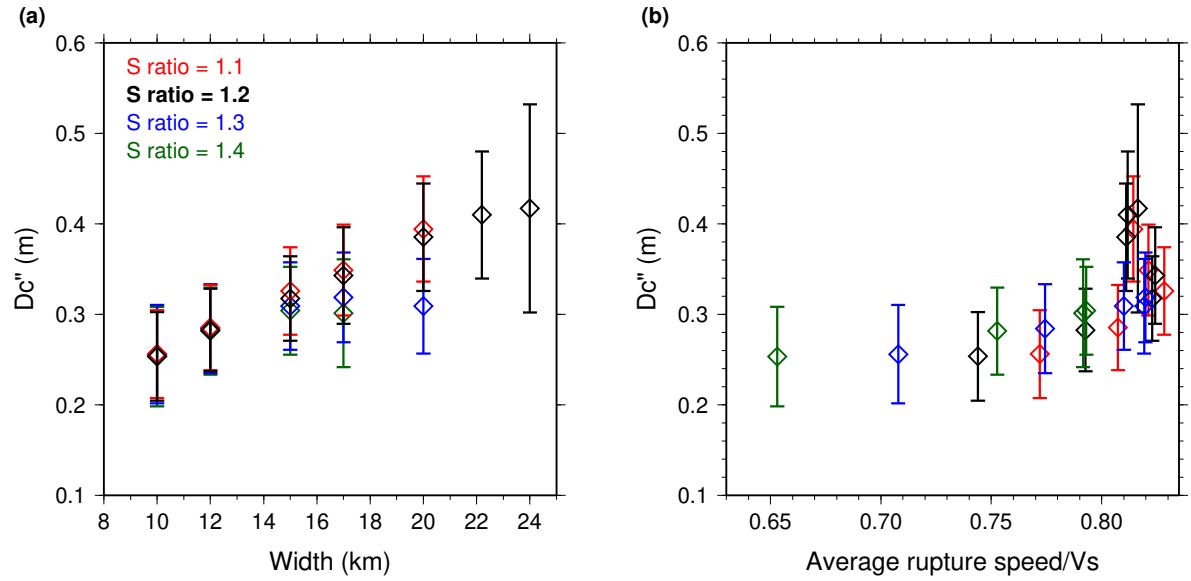 (a)
0.6
0.5
0.4
0.3
0.2
0.1
Dc" (m)
S ratio = 1.1
S ratio = 1.2
S ratio = 1.3
S ratio = 1.4
8 10 12 14 16 18 20 22 24
Width (km)
(b)
0.6
0.5
0.4
0.3
0.2
0.1
Dc" (m)
0.65 0.70 0.75 0.80
Average rupture speed/Vs